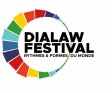 DIALAW
FESTIVAL
RYTHMES & FORMES DU MONDE